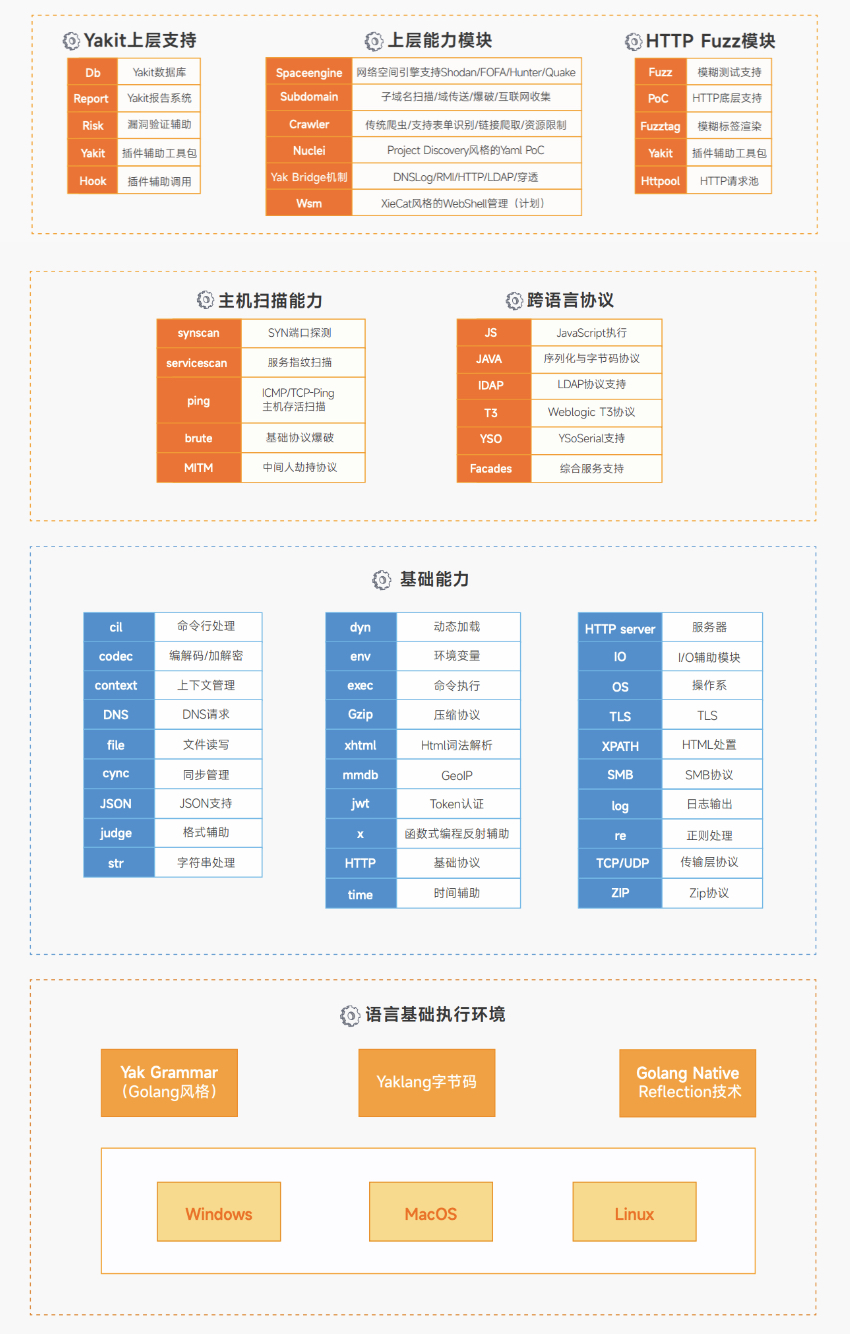 Yakit上层支持
Db Yakit数据库
Report Yakit报告系统
Risk 漏洞验证辅助
Yakit 插件辅助工具包
Hook 插件辅助调用
上层能力模块
Spaceengine 网络空间引擎支持Shodan/FOFA/Hunter/Quake
Subdomain 子域名扫描/域传送/爆破/互联网收集
Crawler 传统爬虫/支持表单识别/链接爬取/资源限制
Nuclei Project Discovery风格的Yaml PoC
Yak Bridge机制 DNSLog/RMI/HTTP/LDAP/穿透
Wsm XieCat风格的WebShell管理（计划）
HTTP Fuzz模块
Fuzz 模糊测试支持
PoC HTTP底层支持
Fuzztag 模糊标签渲染
Yakit 插件辅助工具包
Httpool HTTP请求池
主机扫描能力
synscan SYN端口探测
servicescan 服务指纹扫描
ping ICMP/TCP-Ping
主机存活扫描
brute 基础协议爆破
MITM 中间人劫持协议
跨语言协议
JS JavaScript执行
JAVA 序列化与字节码协议
IDAP LDAP协议支持
T3 Weblogic T3协议
YSO YSoSerial支持
Facades 综合服务支持
基础能力
cil 命令行处理
codec 编解码/加解密
context 上下文管理
DNS DNS请求
file 文件读写
cync 同步管理
JSON JSON支持
judge 格式辅助
str 字符串处理
dyn 动态加载
env 环境变量
exec 命令执行
Gzip 压缩协议
xhtml Html词法解析
mmdb GeoIP
jwt Token认证
x 函数式编程反射辅助
HTTP 基础协议
time 时间辅助
HTTP server 服务器
IO I/O辅助模块
OS 操作系
TLS TLS
XPATH HTML处置
SMB SMB协议
log 日志输出
re 正则处理
TCP/UDP 传输层协议
ZIP Zip协议
语言基础执行环境
Yak Grammar
（Golang风格）
Yaklang字节码
Golang Native
Reflection技术
Windows
MacOS
Linux